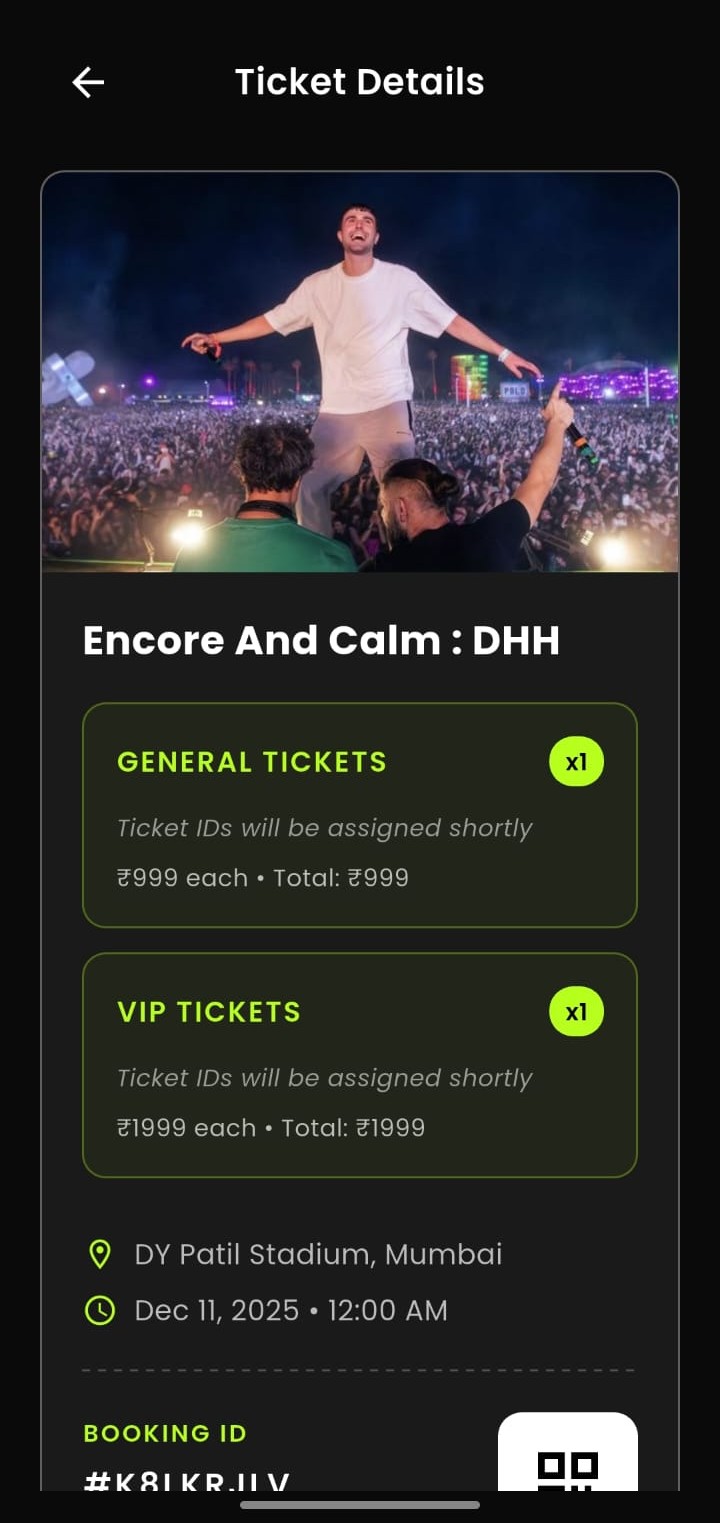 Ticket Details
POLO
Encore And Calm : DHH
GENERAL TICKETS
x1
Ticket IDs will be assigned shortly
₹999 each • Total: ₹999
VIP TICKETS
x1
Ticket IDs will be assigned shortly
₹1999 each • Total: ₹1999
DY Patil Stadium, Mumbai
Dec 11, 2025 • 12:00 AM
BOOKING ID